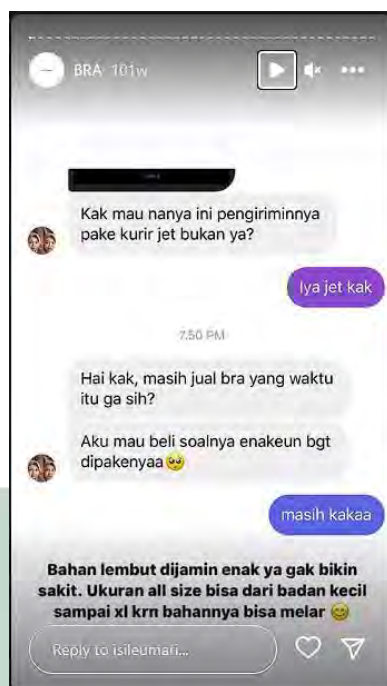 BRA 101w
Kak mau nanya ini pengiriminnya
pake kurir jet bukan ya?
Iya jet kak
7.50 PM
Hai kak, masih jual bra yang waktu
itu ga sih?
Aku mau beli soalnya enakeun bgt
dipakenyaa🥺
masih kakaa
Bahan lembut dijamin enak ya gak bikin
sakit. Ukuran all size bisa dari badan kecil
sampai xl krn bahannya bisa melar 😊
Reply to isileumari...